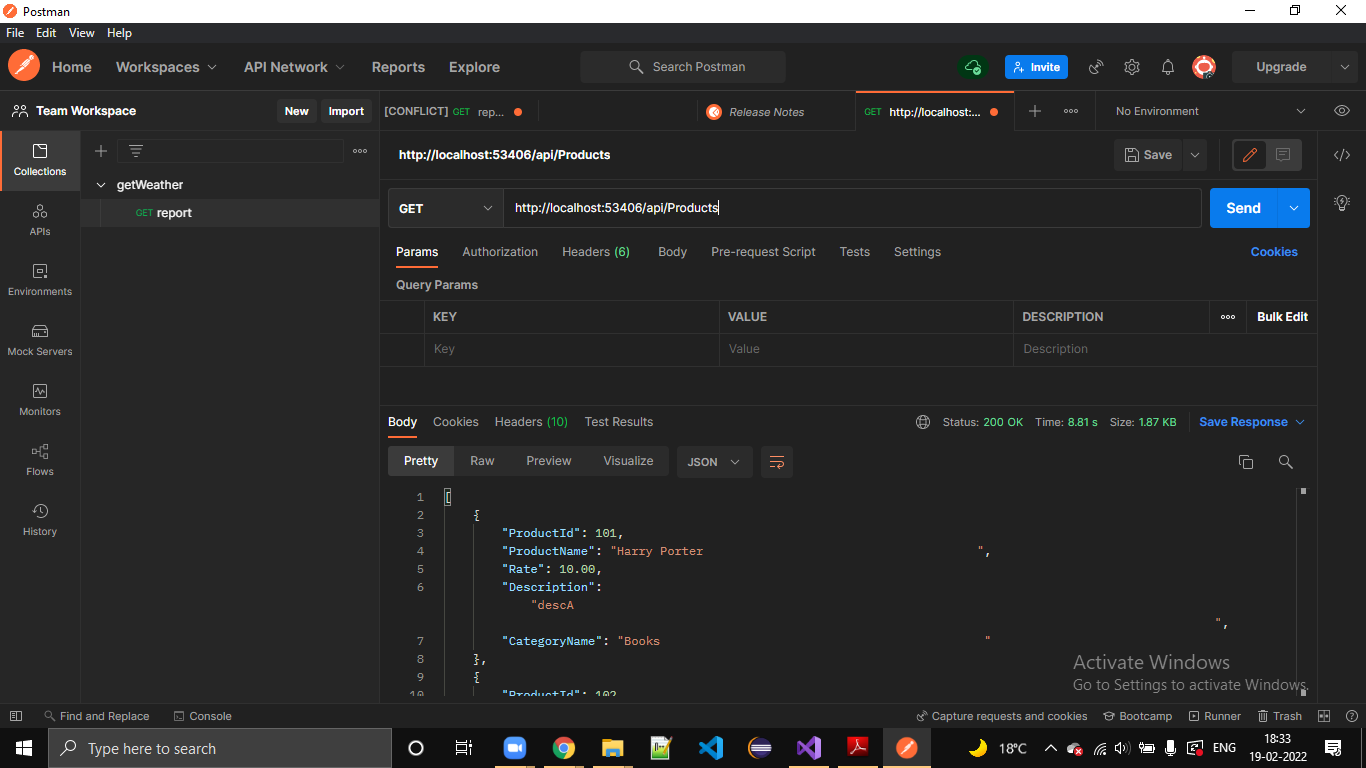 Postman
File Edit View Help
Home Workspaces API Network Reports Explore Search Postman Invite Upgrade
Team Workspace New Import [CONFLICT] GET rep... Release Notes GET http://localhost:... No Environment
http://localhost:53406/api/Products Save
Collections
getWeather
GET report
GET http://localhost:53406/api/Products Send
APIs
Params Authorization Headers (6) Body Pre-request Script Tests Settings Cookies
Query Params
Environments
KEY VALUE DESCRIPTION Bulk Edit
Key Value Description
Mock Servers
Monitors
Body Cookies Headers (10) Test Results Status: 200 OK Time: 8.81 s Size: 1.87 KB Save Response
Pretty Raw Preview Visualize JSON
Flows
History
1 [
2 {
3 "ProductId": 101,
4 "ProductName": "Harry Porter ",
5 "Rate": 10.00,
6 "Description":
"descA
",
7 "CategoryName": "Books "
8 },
9 {
10 "ProductId": 102
Activate Windows
Go to Settings to activate Windows.
Find and Replace Console Capture requests and cookies Bootcamp Runner Trash
Type here to search 18°C ENG 18:33
19-02-2022